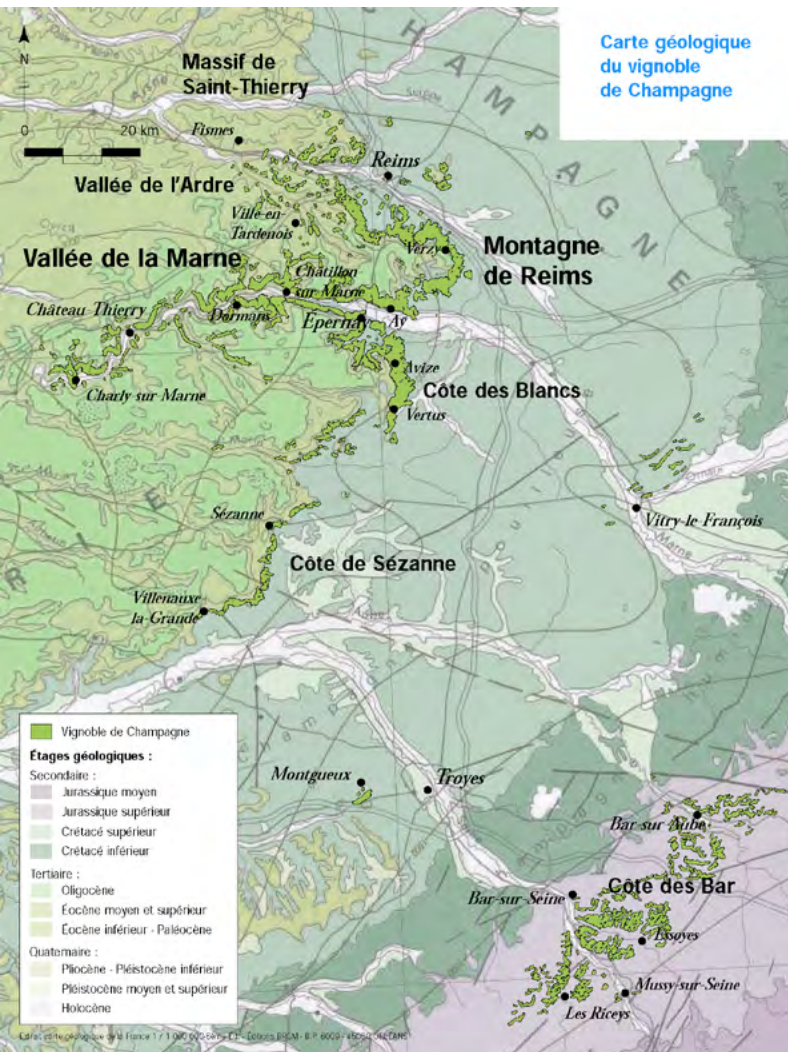 Carte géologique
du vignoble
de Champagne
N
0 20 km
Massif de
Saint-Thierry
CHAMPAGNE
Fismes
Reims
Vallée de l'Ardre
Ville-en-
Tardenois
Verzy
Montagne
de Reims
Vallée de la Marne
Châtillon
sur Marne
Château Thierry
Dormans
Épernay
Aÿ
Avize
Charly sur Marne
Côte des Blancs
Vertus
Sézanne
Vitry-le François
Marne
Côte de Sézanne
Villenauxe
la-Grande
Montgueux
Troyes
Bar-sur-Aube
Bar-sur-Seine
Côte des Bar
Essoyes
Mussy-sur-Seine
Les Riceys
Vignoble de Champagne
Étages géologiques :
Secondaire :
Jurassique moyen
Jurassique supérieur
Crétacé supérieur
Crétacé inférieur
Tertiaire :
Oligocène
Éocène moyen et supérieur
Éocène inférieur - Paléocène
Quaternaire :
Pliocène - Pléistocène inférieur
Pléistocène moyen et supérieur
Holocène